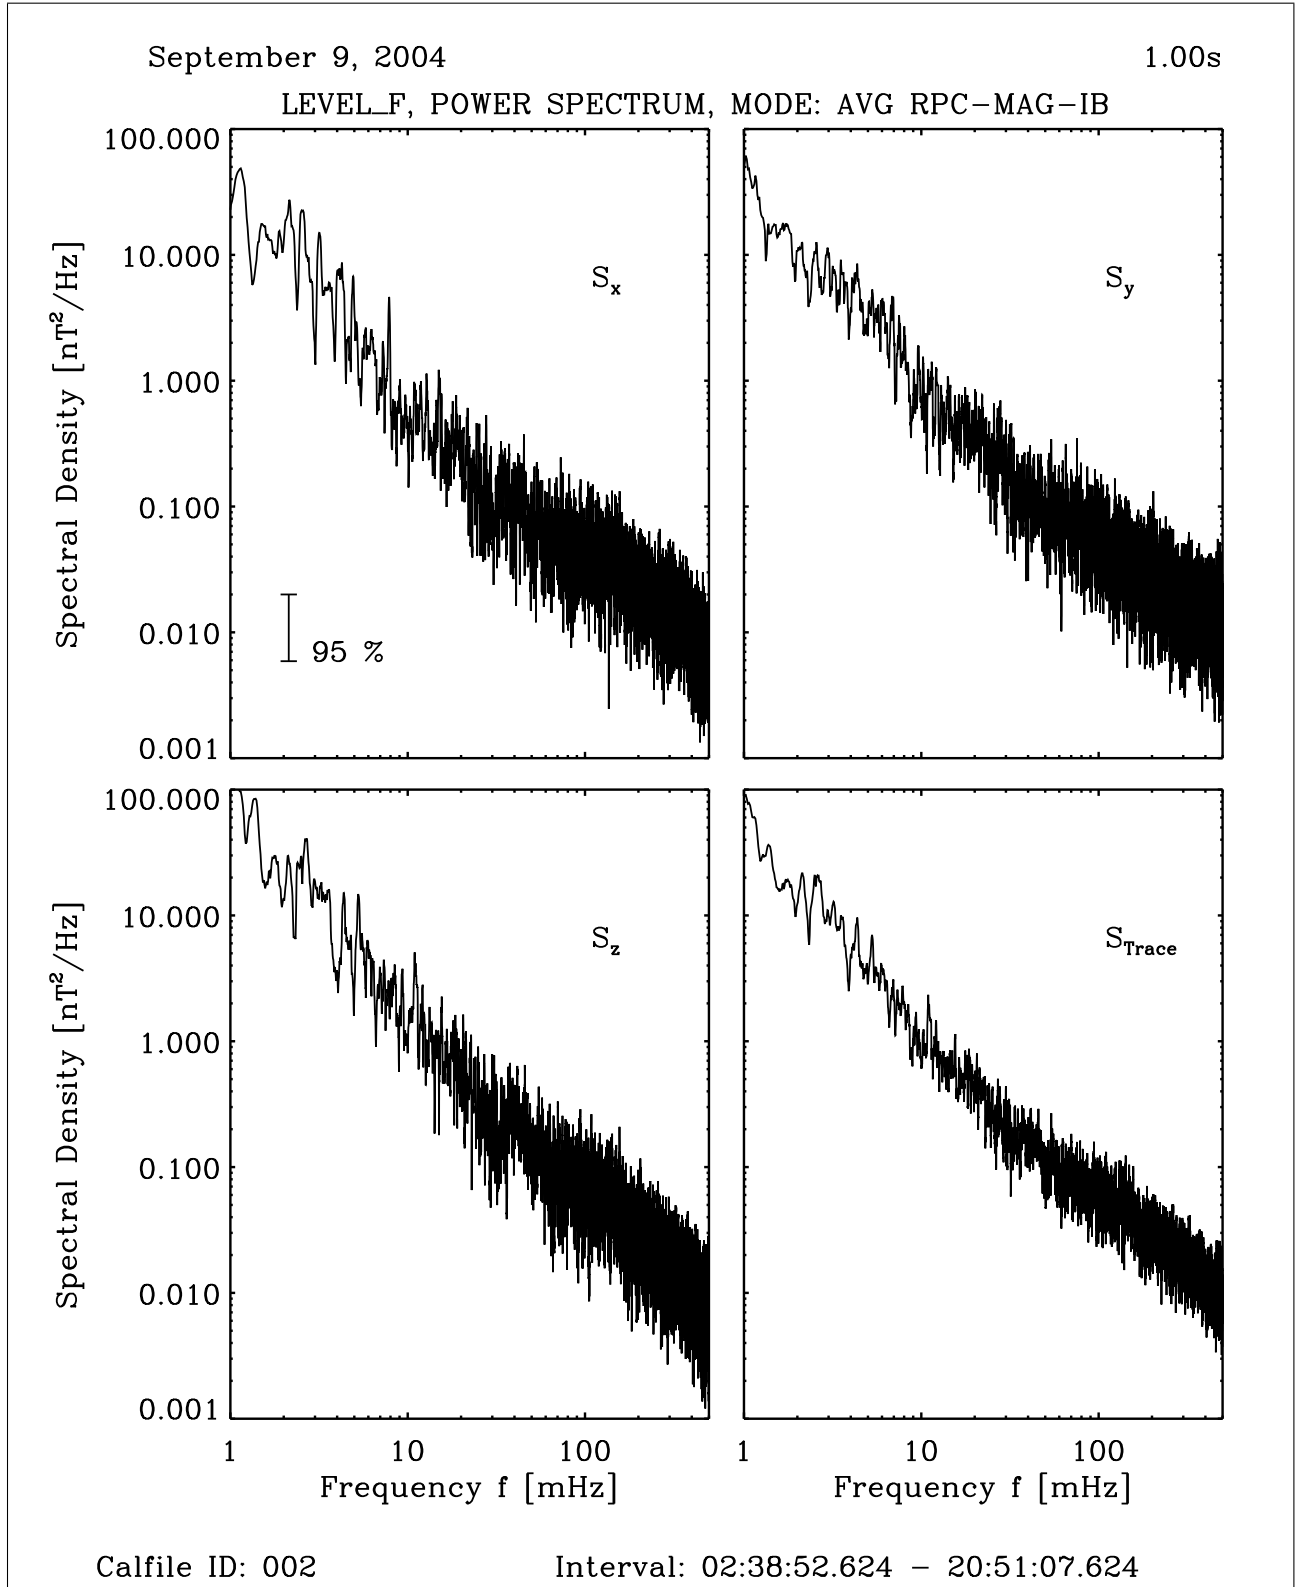 September 9, 2004 1.00s
LEVEL_F, POWER SPECTRUM, MODE: AVG RPC-MAG-IB
100.000
10.000
1.000
0.100
0.010
0.001
Spectral Density [nT²/Hz]
Sx
95 %
Sy
100.000
10.000
1.000
0.100
0.010
0.001
Spectral Density [nT²/Hz]
Sz
STrace
1 10 100 1 10 100
Frequency f [mHz] Frequency f [mHz]
Calfile ID: 002 Interval: 02:38:52.624 – 20:51:07.624